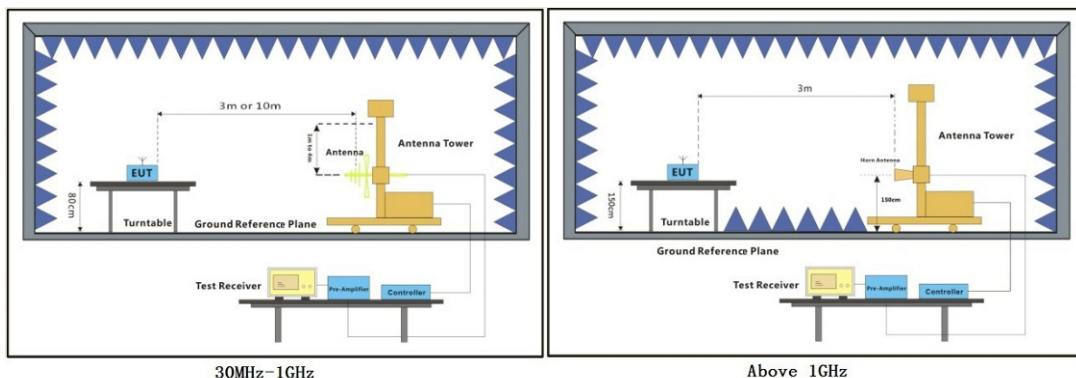 3m or 10m
1m to 4m
Antenna
Antenna Tower
EUT
80cm
Turntable
Ground Reference Plane
Test Receiver
Pre-Amplifier
Controller
30MHz-1GHz
3m
Antenna Tower
Horn Antenna
EUT
150cm
150cm
Turntable
Ground Reference Plane
Test Receiver
Pre-Amplifier
Controller
Above 1GHz